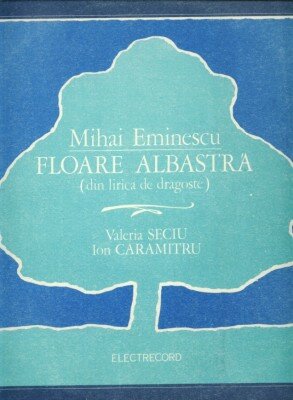 Mihai Eminescu
FLOARE ALBASTRA
(din lirica de dragoste)
Valeria SECIU
Ion CARAMITRU
ELECTRECORD